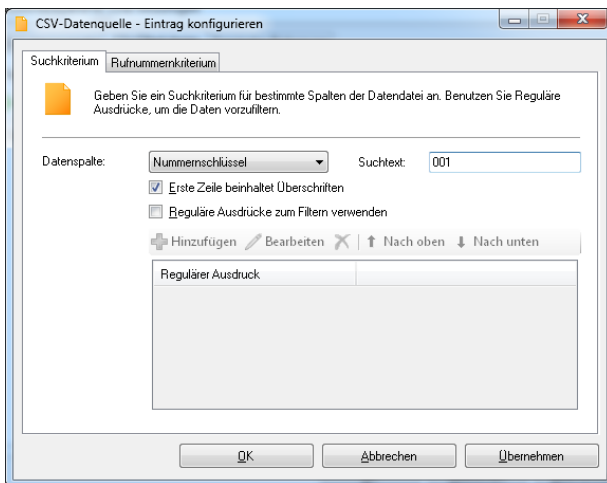 CSV-Datenquelle - Eintrag konfigurieren
Suchkriterium Rufnummernkriterium
Geben Sie ein Suchkriterium für bestimmte Spalten der Datendatei an. Benutzen Sie Reguläre
Ausdrücke, um die Daten vorzufiltern.
Datenspalte: Nummernschlüssel Suchtext: 001
Erste Zeile beinhaltet Überschriften
Reguläre Ausdrücke zum Filtern verwenden
Hinzufügen Bearbeiten Nach oben Nach unten
Regulärer Ausdruck
OK Abbrechen Übernehmen